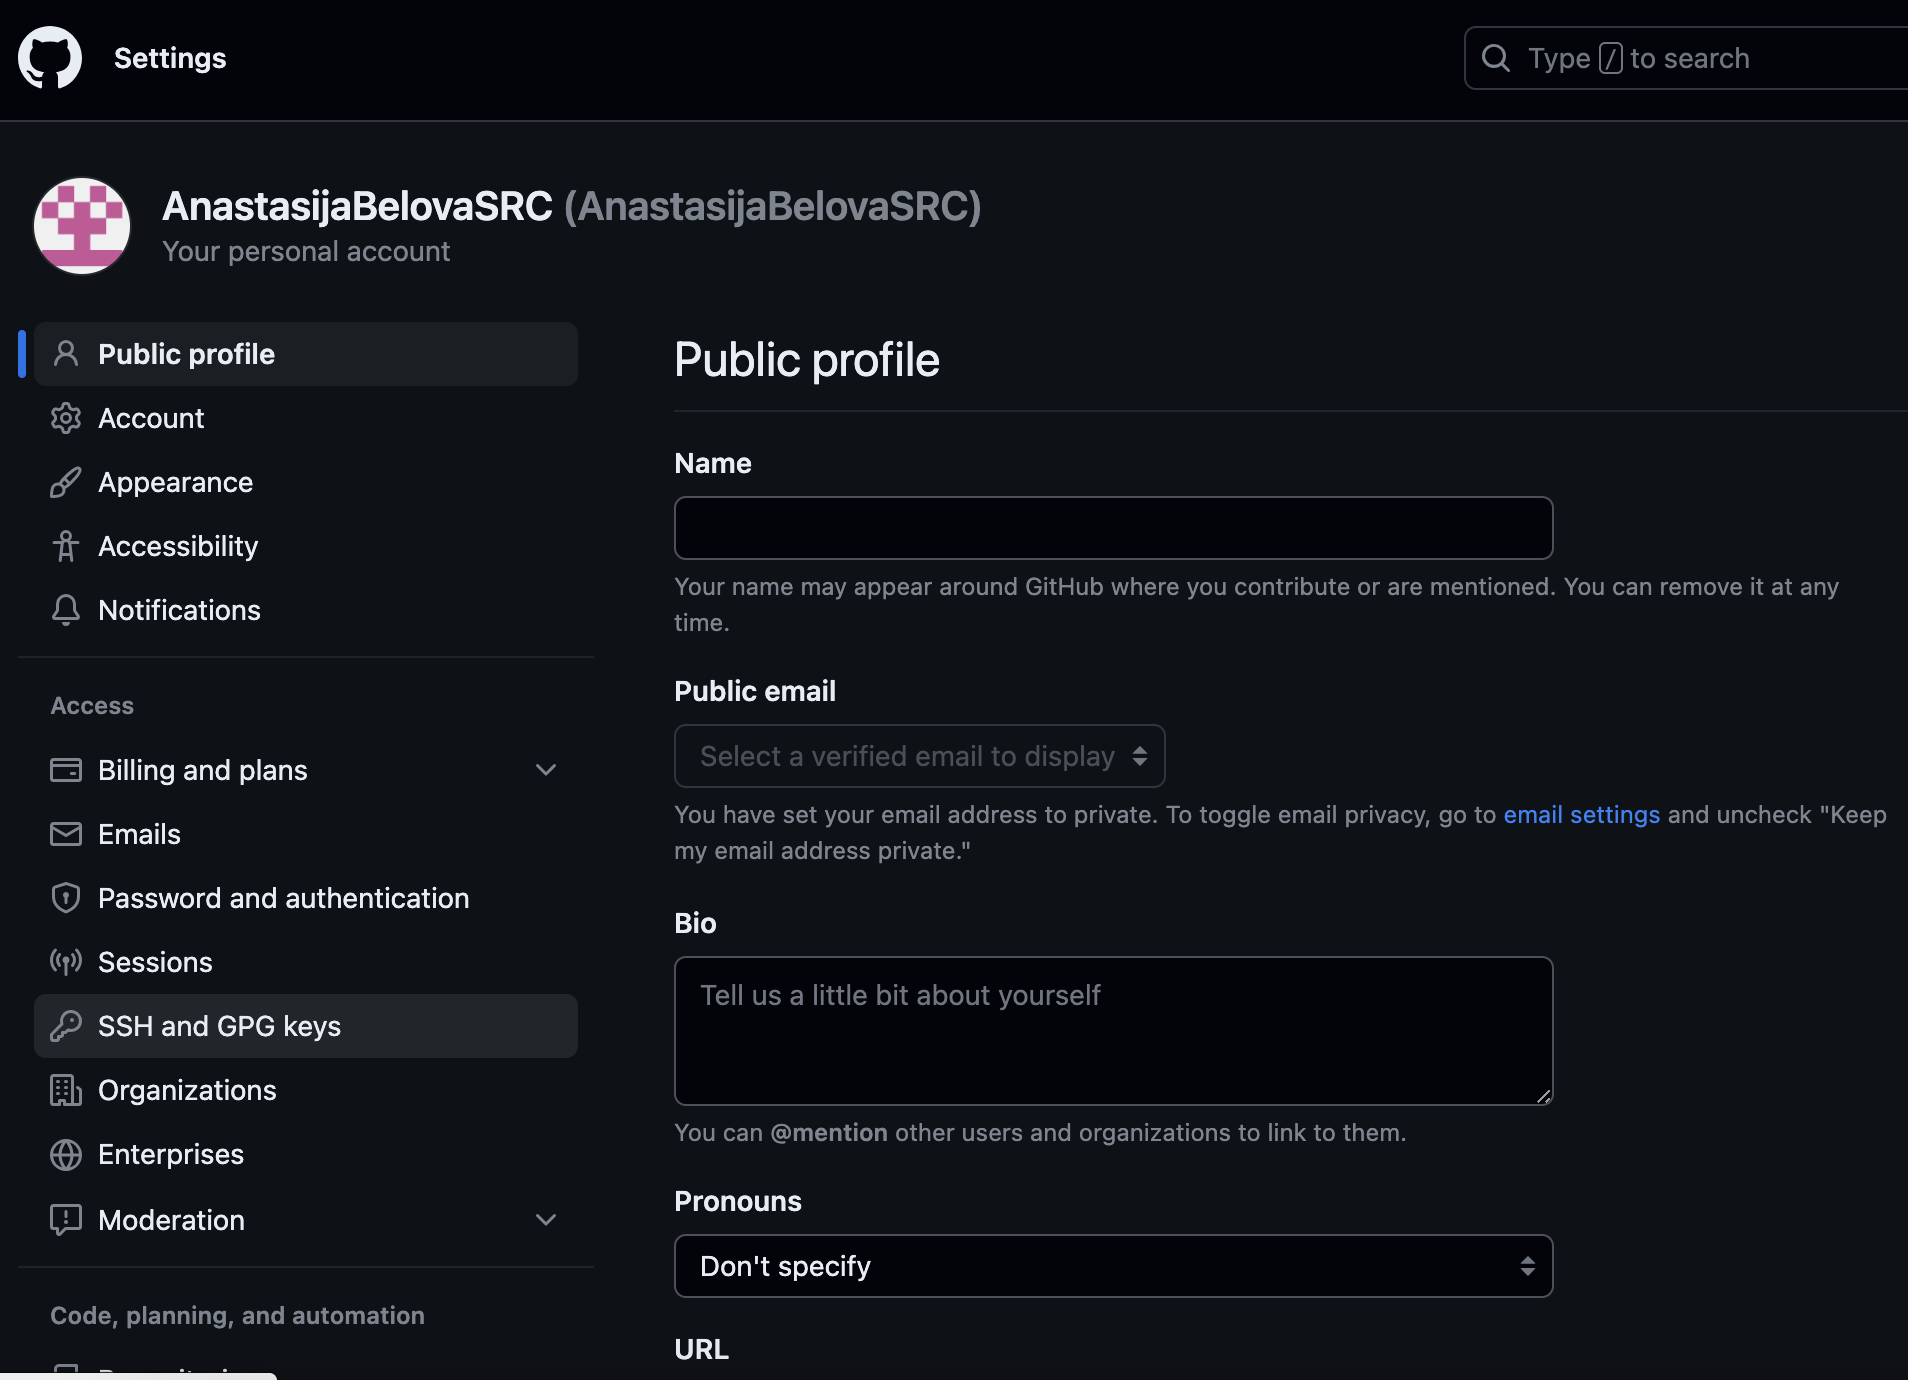 Settings
Type / to search
AnastasijaBelovaSRC (AnastasijaBelovaSRC)
Your personal account
Public profile
Account
Appearance
Accessibility
Notifications
Access
Billing and plans
Emails
Password and authentication
Sessions
SSH and GPG keys
Organizations
Enterprises
Moderation
Code, planning, and automation
Public profile
Name
Your name may appear around GitHub where you contribute or are mentioned. You can remove it at any
time.
Public email
Select a verified email to display
You have set your email address to private. To toggle email privacy, go to email settings and uncheck "Keep
my email address private."
Bio
Tell us a little bit about yourself
You can @mention other users and organizations to link to them.
Pronouns
Don't specify
URL